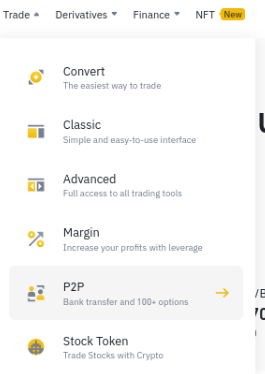 Trade Derivatives Finance NFT New
Convert
The easiest way to trade
Classic
Simple and easy-to-use interface
Advanced
Full access to all trading tools
Margin
Increase your profits with leverage
P2P
Bank transfer and 100+ options
Stock Token
Trade Stocks with Crypto